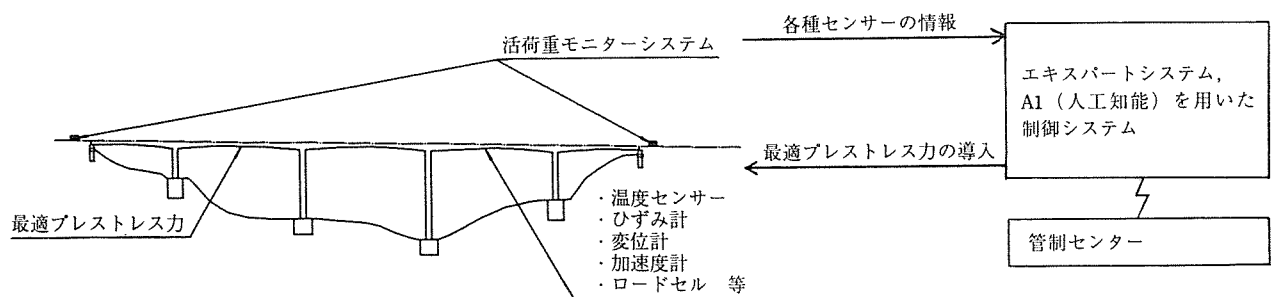 活荷重モニターシステム
各種センサーの情報
エキスパートシステム,
A1（人工知能）を用いた
制御システム
最適プレストレス力の導入
最適プレストレス力
・温度センサー
・ひずみ計
・変位計
・加速度計
・ロードセル 等
管制センター